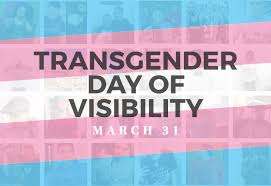 TRANSGENDER
DAY OF
VISIBILITY
MARCH 31